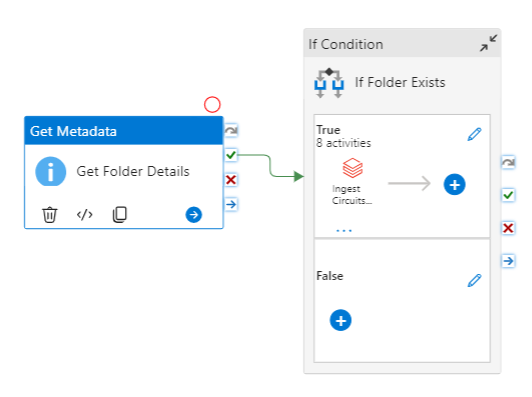 If Condition
If Folder Exists
Get Metadata
Get Folder Details
</>
True
8 activities
Ingest
Circuits...
...
False